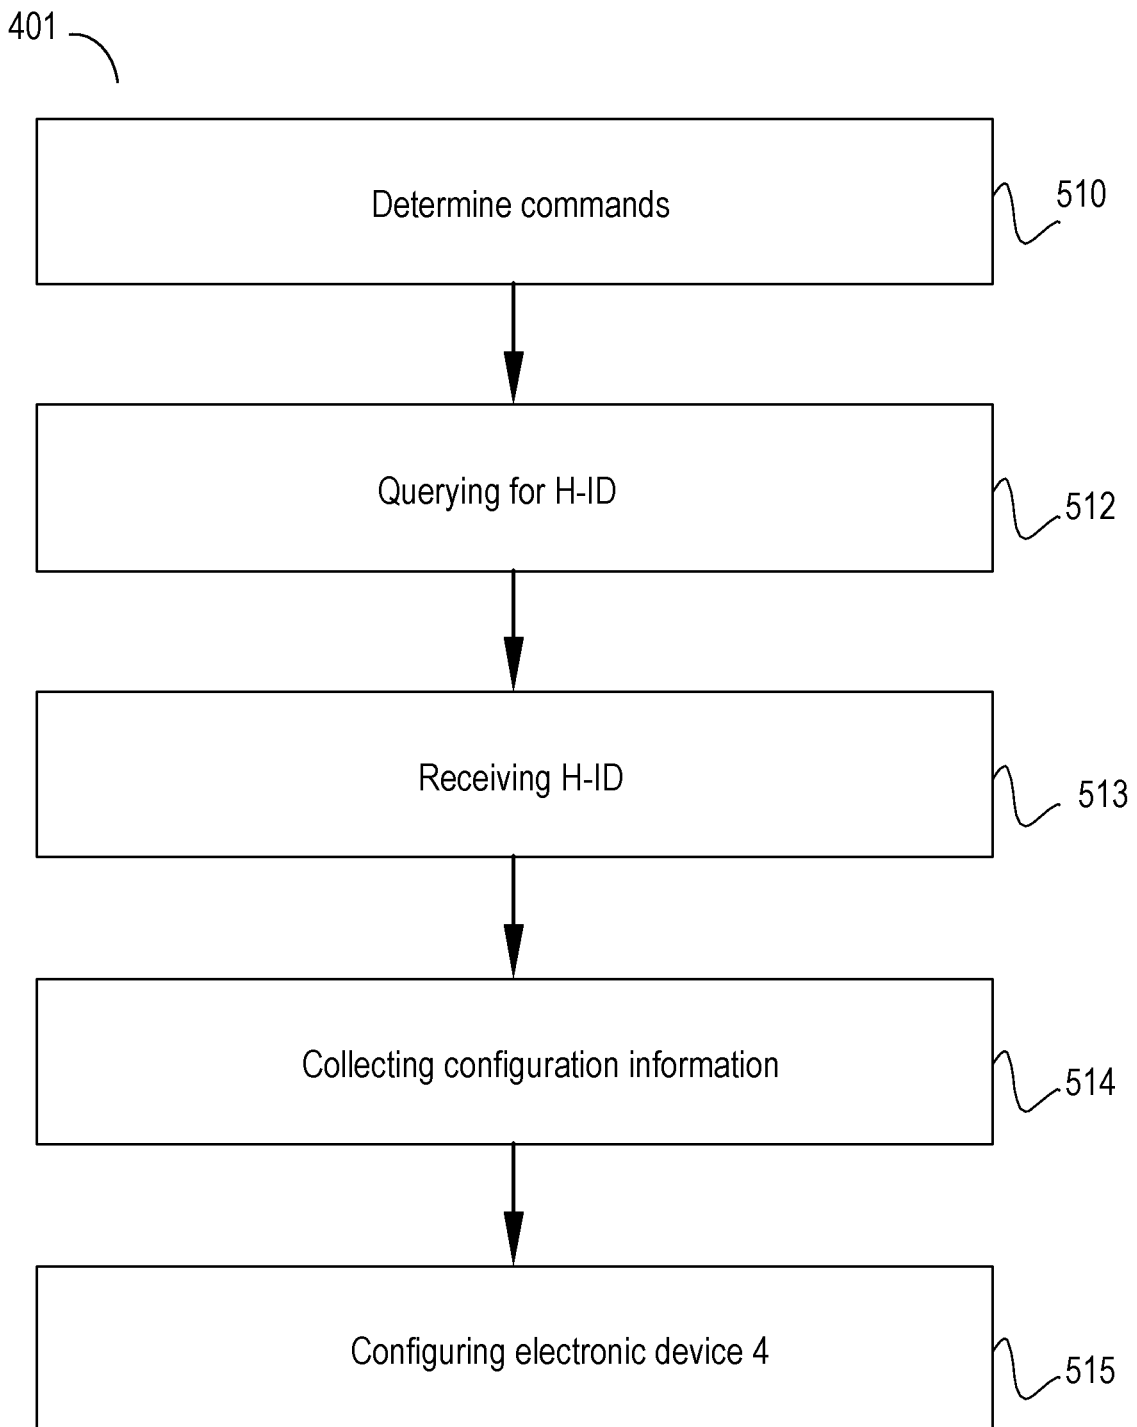 401
Determine commands
510
Querying for H-ID
512
Receiving H-ID
513
Collecting configuration information
514
Configuring electronic device 4
515